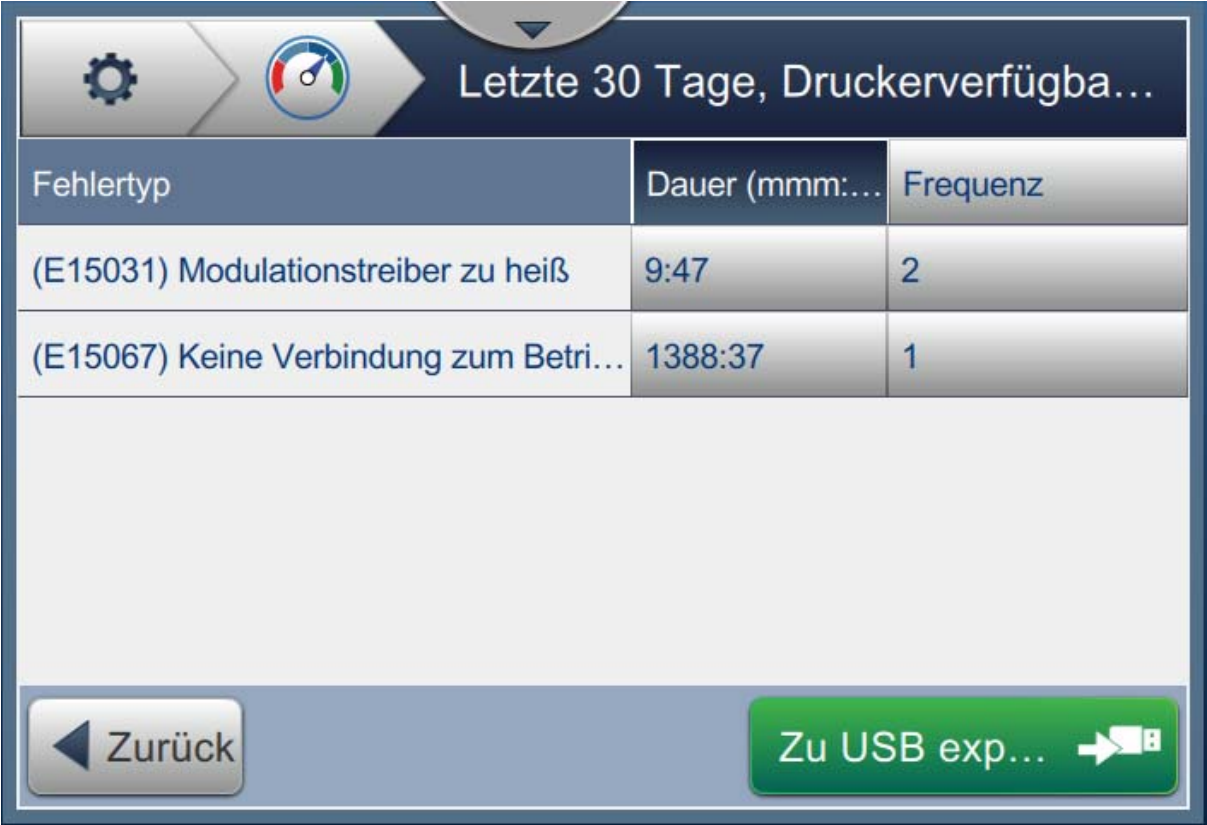 Letzte 30 Tage, Druckerverfügba...
Fehlertyp Dauer (mmm:... Frequenz
(E15031) Modulationstreiber zu heiß 9:47 2
(E15067) Keine Verbindung zum Betri... 1388:37 1
Zurück Zu USB exp...